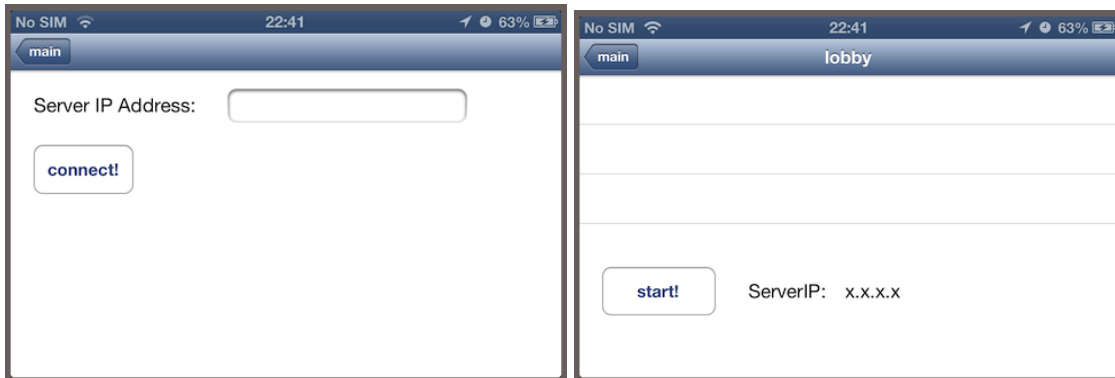 No SIM 22:41 63%
main
Server IP Address:
connect!
No SIM 22:41 63%
main lobby
start! ServerIP: x.x.x.x